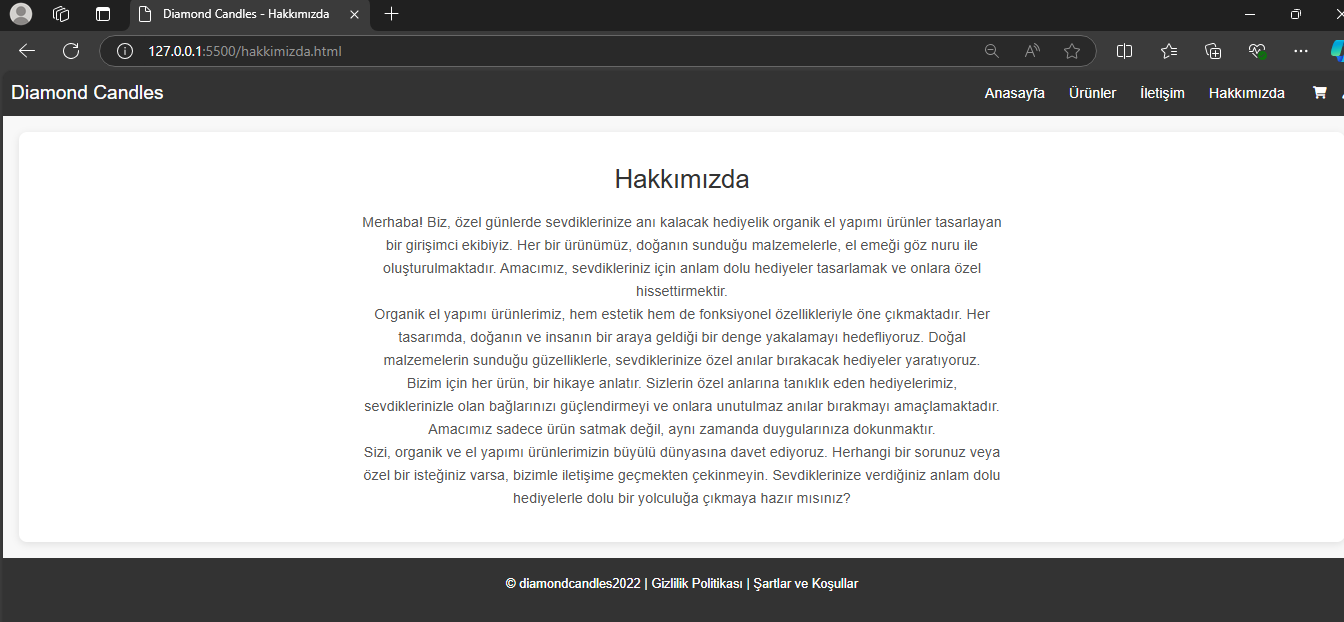 Diamond Candles - Hakkımızda
127.0.0.1:5500/hakkimizda.html
Diamond Candles
Anasayfa Ürünler İletişim Hakkımızda
Hakkımızda
Merhaba! Biz, özel günlerde sevdiklerinize anı kalacak hediyelik organik el yapımı ürünler tasarlayan
bir girişimci ekibiyiz. Her bir ürünümüz, doğanın sunduğu malzemelerle, el emeği göz nuru ile
oluşturulmaktadır. Amacımız, sevdikleriniz için anlam dolu hediyeler tasarlamak ve onlara özel
hissettirmektir.
Organik el yapımı ürünlerimiz, hem estetik hem de fonksiyonel özellikleriyle öne çıkmaktadır. Her
tasarımda, doğanın ve insanın bir araya geldiği bir denge yakalamayı hedefliyoruz. Doğal
malzemelerin sunduğu güzelliklerle, sevdiklerinize özel anılar bırakacak hediyeler yaratıyoruz.
Bizim için her ürün, bir hikaye anlatır. Sizlerin özel anlarına tanıklık eden hediyelerimiz,
sevdiklerinizle olan bağlarınızı güçlendirmeyi ve onlara unutulmaz anılar bırakmayı amaçlamaktadır.
Amacımız sadece ürün satmak değil, aynı zamanda duygularınıza dokunmaktır.
Sizi, organik ve el yapımı ürünlerimizin büyülü dünyasına davet ediyoruz. Herhangi bir sorunuz veya
özel bir isteğiniz varsa, bizimle iletişime geçmekten çekinmeyin. Sevdiklerinize verdiğiniz anlam dolu
hediyelerle dolu bir yolculuğa çıkmaya hazır mısınız?
© diamondcandles2022 | Gizlilik Politikası | Şartlar ve Koşullar